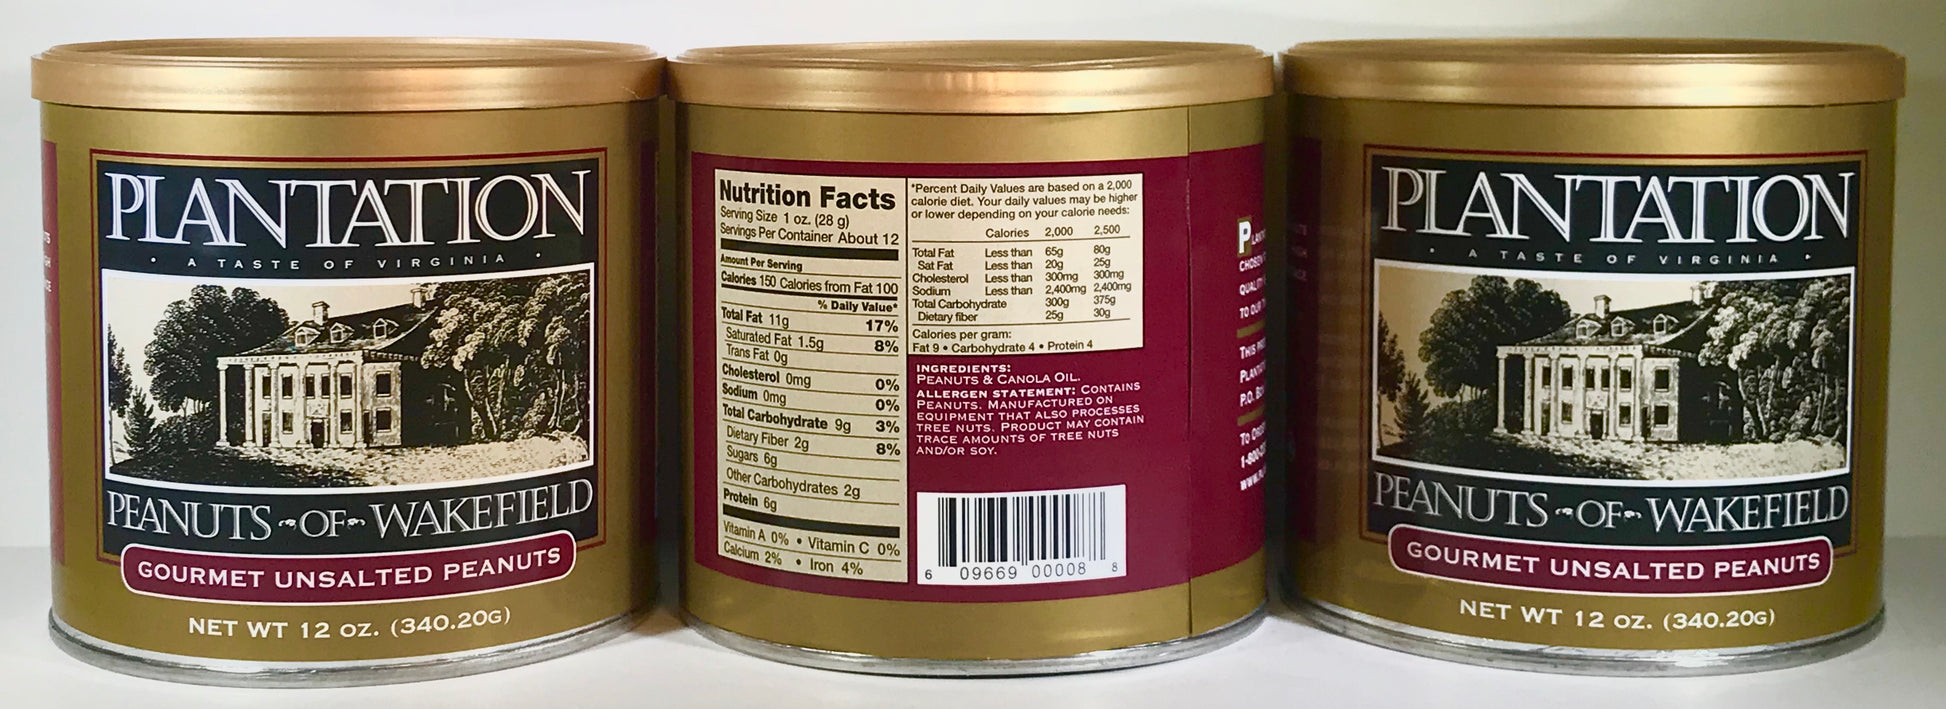 PLANTATION
• A TASTE OF VIRGINIA •
PEANUTS OF WAKEFIELD
GOURMET UNSALTED PEANUTS
NET WT 12 OZ. (340.20G)
Nutrition Facts
Serving Size 1 oz. (28 g)
Servings Per Container About 12
Amount Per Serving
Calories 150 Calories from Fat 100
% Daily Value*
Total Fat 11g 17%
Saturated Fat 1.5g 8%
Trans Fat 0g
Cholesterol 0mg 0%
Sodium 0mg 0%
Total Carbohydrate 9g 3%
Dietary Fiber 2g 8%
Sugars 6g
Other Carbohydrates 2g
Protein 6g
Vitamin A 0% • Vitamin C 0%
Calcium 2% • Iron 4%
*Percent Daily Values are based on a 2,000
calorie diet. Your daily values may be higher
or lower depending on your calorie needs:
Calories 2,000 2,500
Total Fat Less than 65g 80g
Sat Fat Less than 20g 25g
Cholesterol Less than 300mg 300mg
Sodium Less than 2,400mg 2,400mg
Total Carbohydrate 300g 375g
Dietary fiber 25g 30g
Calories per gram:
Fat 9 • Carbohydrate 4 • Protein 4
INGREDIENTS:
PEANUTS & CANOLA OIL.
ALLERGEN STATEMENT: CONTAINS
PEANUTS. MANUFACTURED ON
EQUIPMENT THAT ALSO PROCESSES
TREE NUTS. PRODUCT MAY CONTAIN
TRACE AMOUNTS OF TREE NUTS
AND/OR SOY.
6 09669 00008 8
TO OUR
P.O.
1-800
PLANTATION
• A TASTE OF VIRGINIA •
PEANUTS OF WAKEFIELD
GOURMET UNSALTED PEANUTS
NET WT 12 OZ. (340.20G)